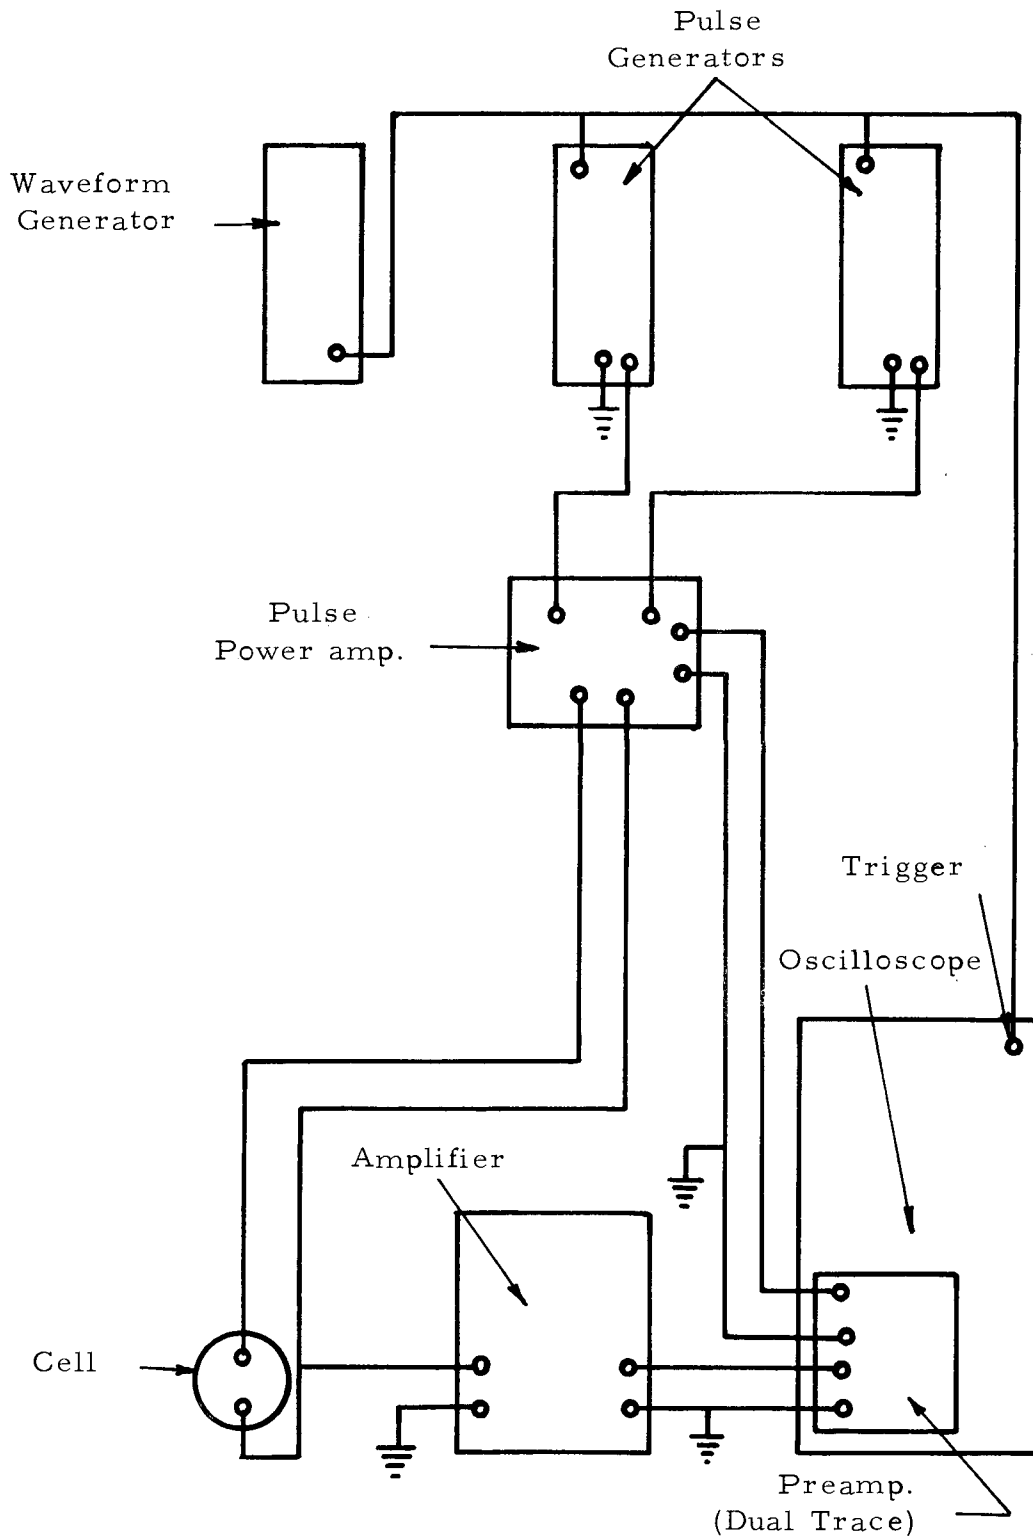 Pulse
Generators
Waveform
Generator
Pulse
Power amp.
Trigger
Oscilloscope
Amplifier
Cell
Preamp.
(Dual Trace)